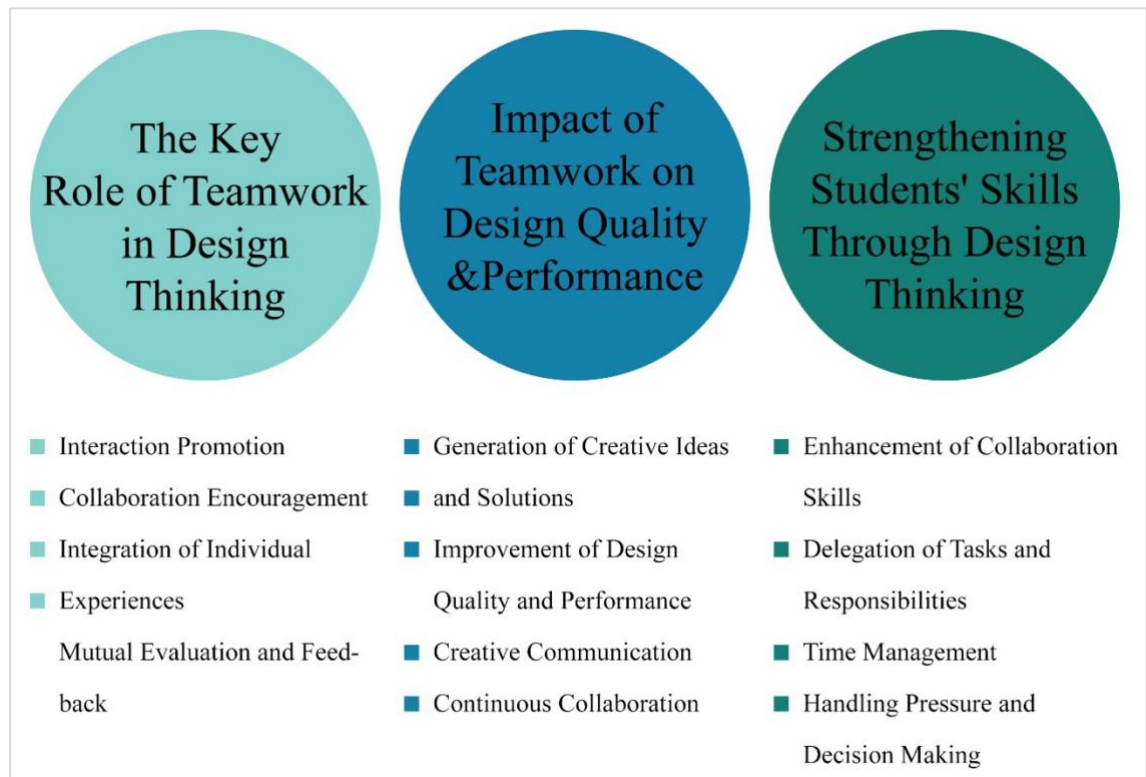 The Key
Role of Teamwork
in Design
Thinking
Impact of
Teamwork on
Design Quality
&Performance
Strengthening
Students' Skills
Through Design
Thinking
Interaction Promotion
Collaboration Encouragement
Integration of Individual
Experiences
Mutual Evaluation and Feed-
back
Generation of Creative Ideas
and Solutions
Improvement of Design
Quality and Performance
Creative Communication
Continuous Collaboration
Enhancement of Collaboration
Skills
Delegation of Tasks and
Responsibilities
Time Management
Handling Pressure and
Decision Making